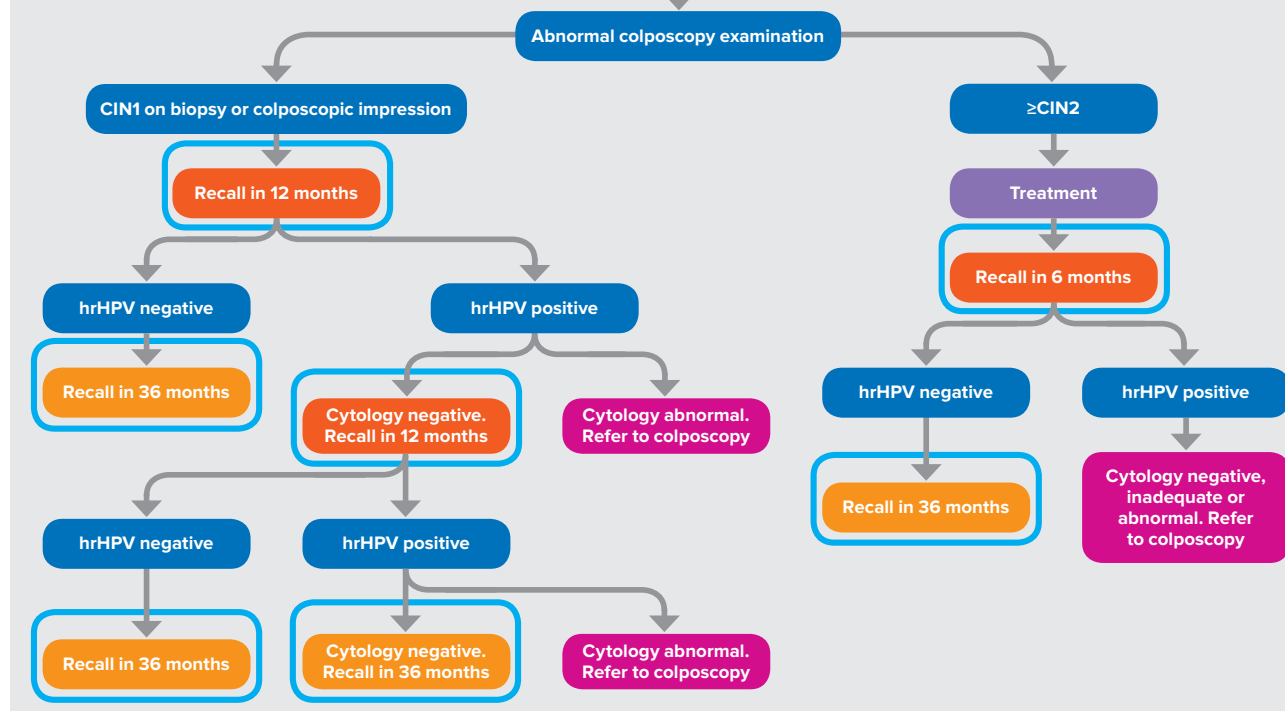 Abnormal colposcopy examination
CIN1 on biopsy or colposcopic impression
≥CIN2
Recall in 12 months
Treatment
hrHPV negative
hrHPV positive
Recall in 6 months
Recall in 36 months
Cytology negative.
Recall in 12 months
Cytology abnormal.
Refer to colposcopy
hrHPV negative
hrHPV positive
Recall in 36 months
Cytology negative,
inadequate or
abnormal. Refer
to colposcopy
hrHPV negative
hrHPV positive
Recall in 36 months
Cytology negative.
Recall in 36 months
Cytology abnormal.
Refer to colposcopy